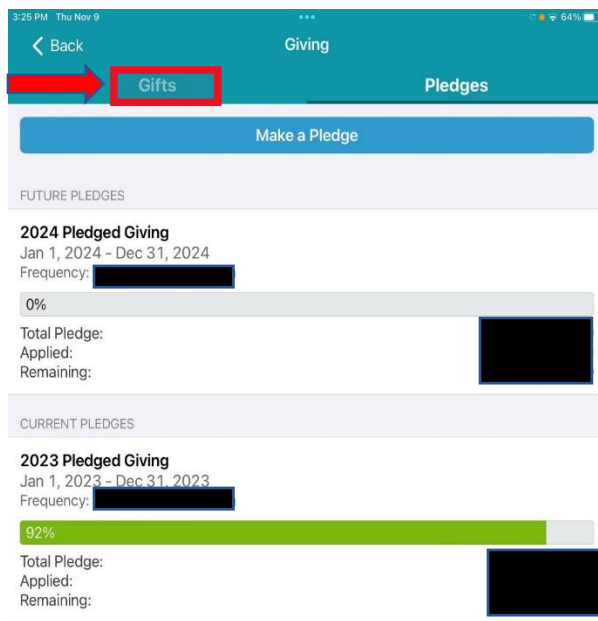 3:25 PM Thu Nov 9
64%
Back
Giving
Gifts
Pledges
Make a Pledge
FUTURE PLEDGES
2024 Pledged Giving
Jan 1, 2024 - Dec 31, 2024
Frequency:
0%
Total Pledge:
Applied:
Remaining:
CURRENT PLEDGES
2023 Pledged Giving
Jan 1, 2023 - Dec 31, 2023
Frequency:
92%
Total Pledge:
Applied:
Remaining: